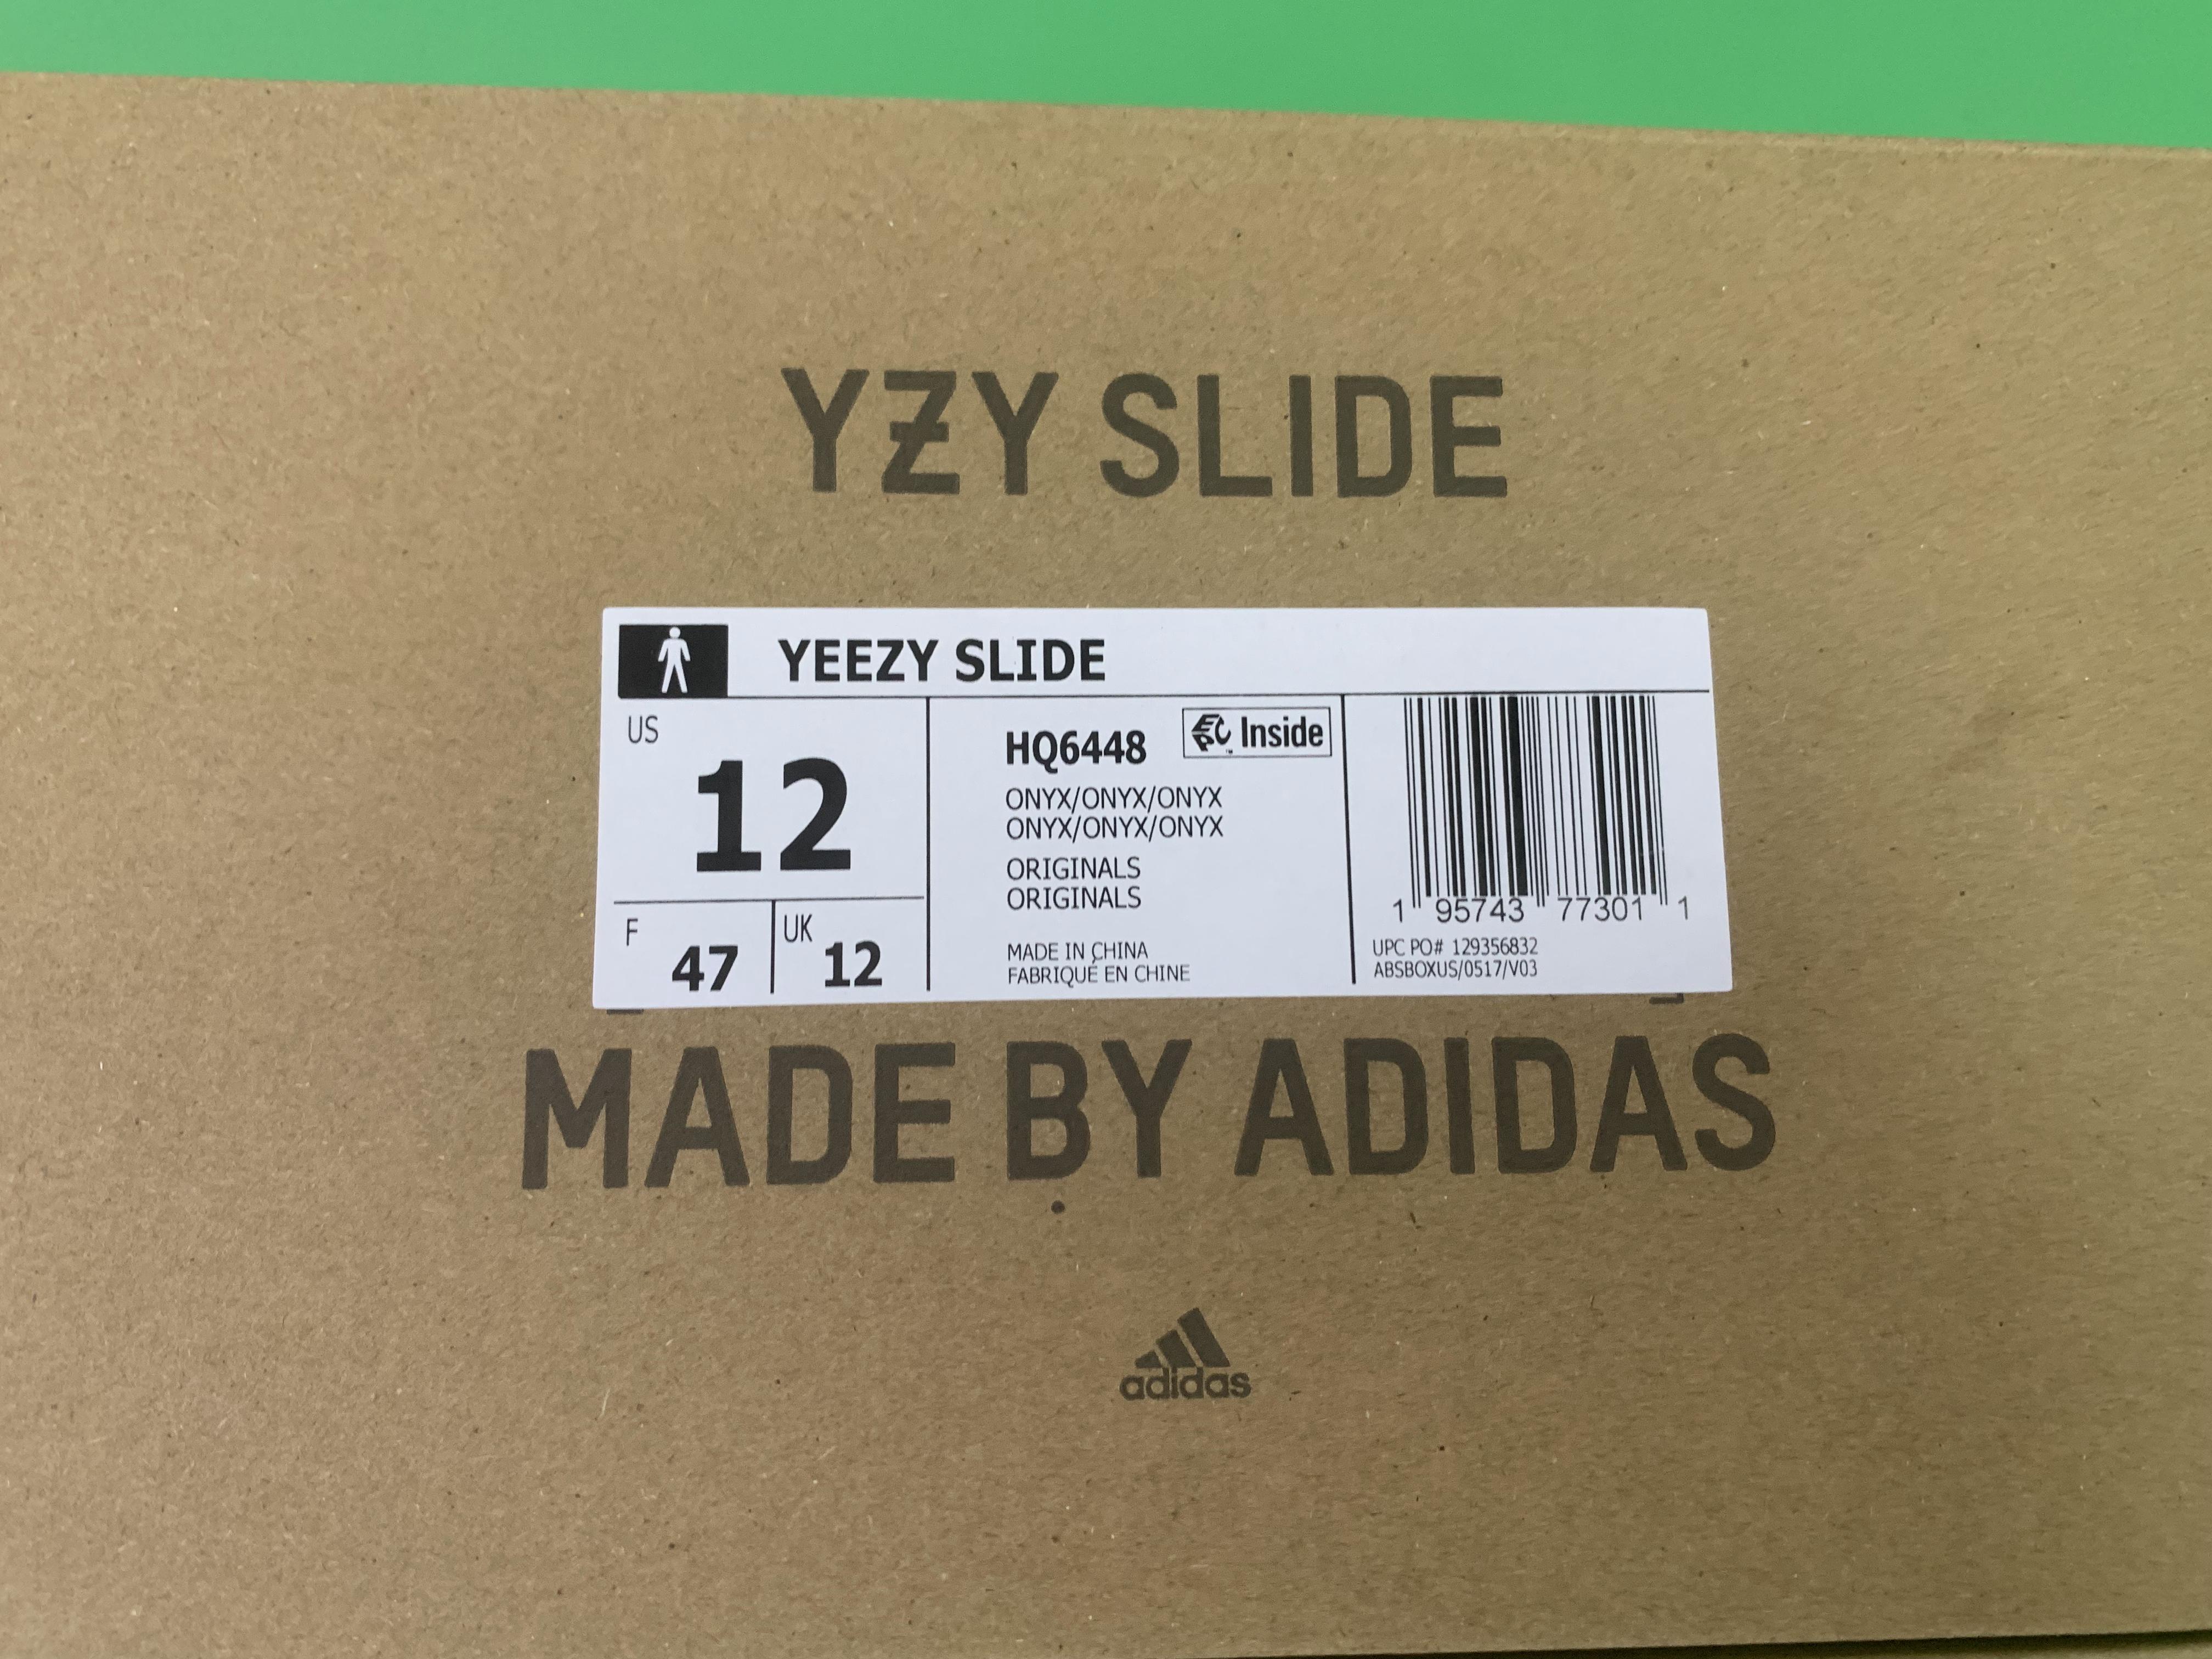 YZY SLIDE
YEEZY SLIDE
US
12
F
47
UK
12
HQ6448
EPC Inside
ONYX/ONYX/ONYX
ONYX/ONYX/ONYX
ORIGINALS
ORIGINALS
MADE IN CHINA
FABRIQUÉ EN CHINE
1 95743 77301 1
UPC PO# 129356832
ABSBOXUS/0517/V03
MADE BY ADIDAS
adidas